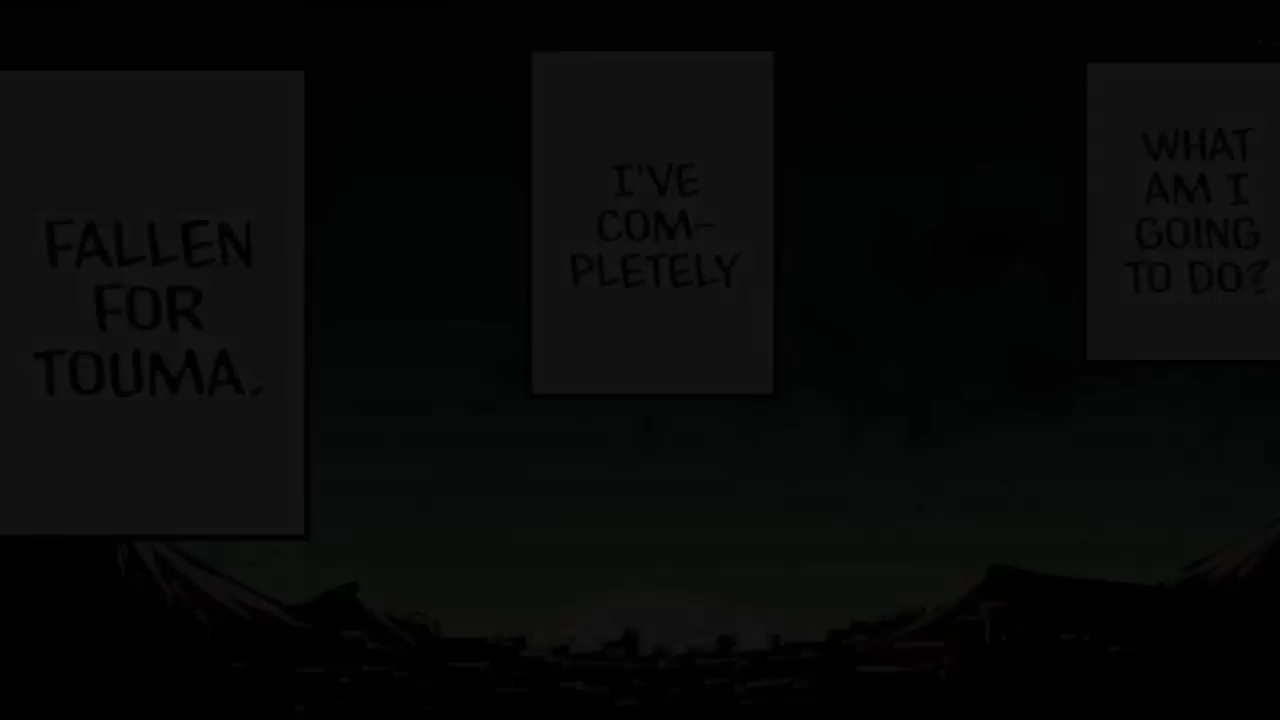 WHAT
AM I
GOING
TO DO?
I'VE
COM-
PLETELY
FALLEN
FOR
TOUMA.